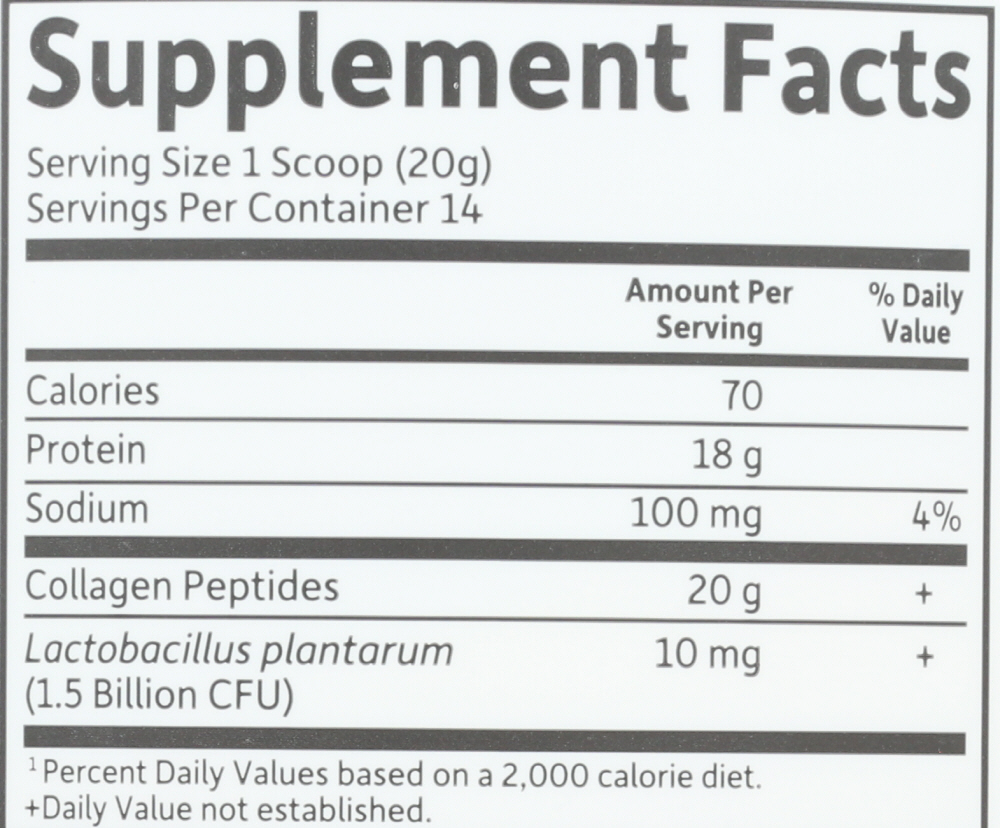 Supplement Facts
Serving Size 1 Scoop (20g)
Servings Per Container 14
Amount Per % Daily
Serving Value
Calories 70
Protein 18 g
Sodium 100 mg 4%
Collagen Peptides 20 g +
Lactobacillus plantarum 10 mg +
(1.5 Billion CFU)
¹Percent Daily Values based on a 2,000 calorie diet.
+Daily Value not established.